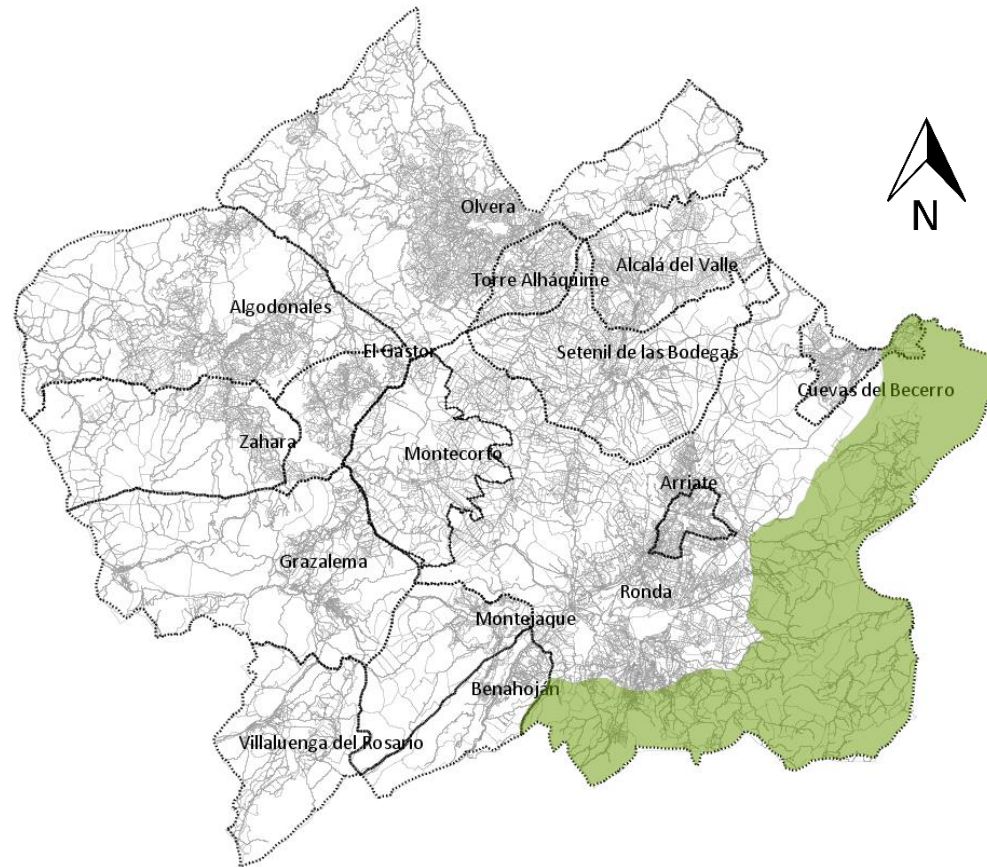 Olvera
N
Alcalá del Valle
Torre Alháquime
Algodonales
El Gastor
Setenil de las Bodegas
Cuevas del Becerro
Zahara
Montecorto
Arriate
Grazalema
Ronda
Montejaque
Benaoján
Villaluenga del Rosario